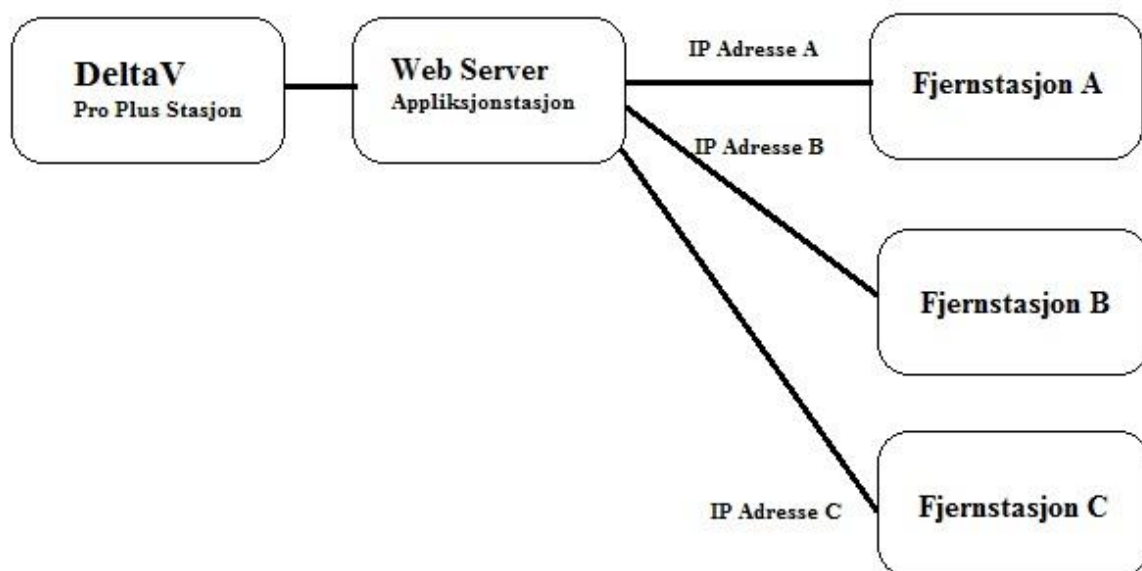 DeltaV
Pro Plus Stasjon
Web Server
Appliksjonstasjon
IP Adresse A
Fjernstasjon A
IP Adresse B
Fjernstasjon B
IP Adresse C
Fjernstasjon C